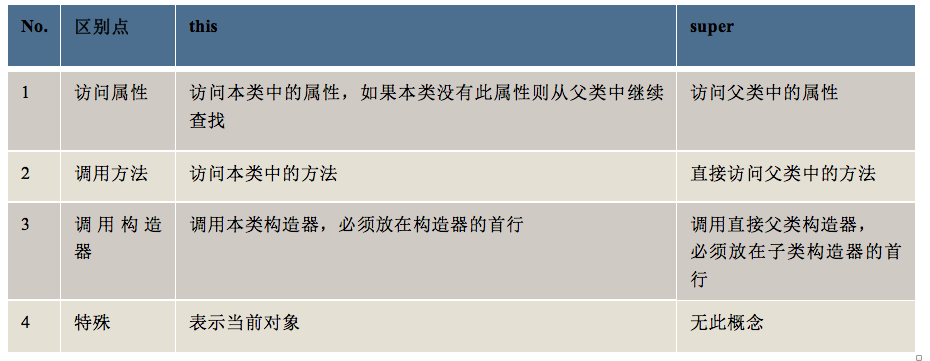 No. 区别点 this super
1 访问属性 访问本类中的属性，如果本类没有此属性则从父类中继续 访问父类中的属性
查找
2 调用方法 访问本类中的方法 直接访问父类中的方法
3 调用构造 调用本类构造器，必须放在构造器的首行 调用直接父类构造器，
器 必须放在子类构造器的首
行
4 特殊 表示当前对象 无此概念